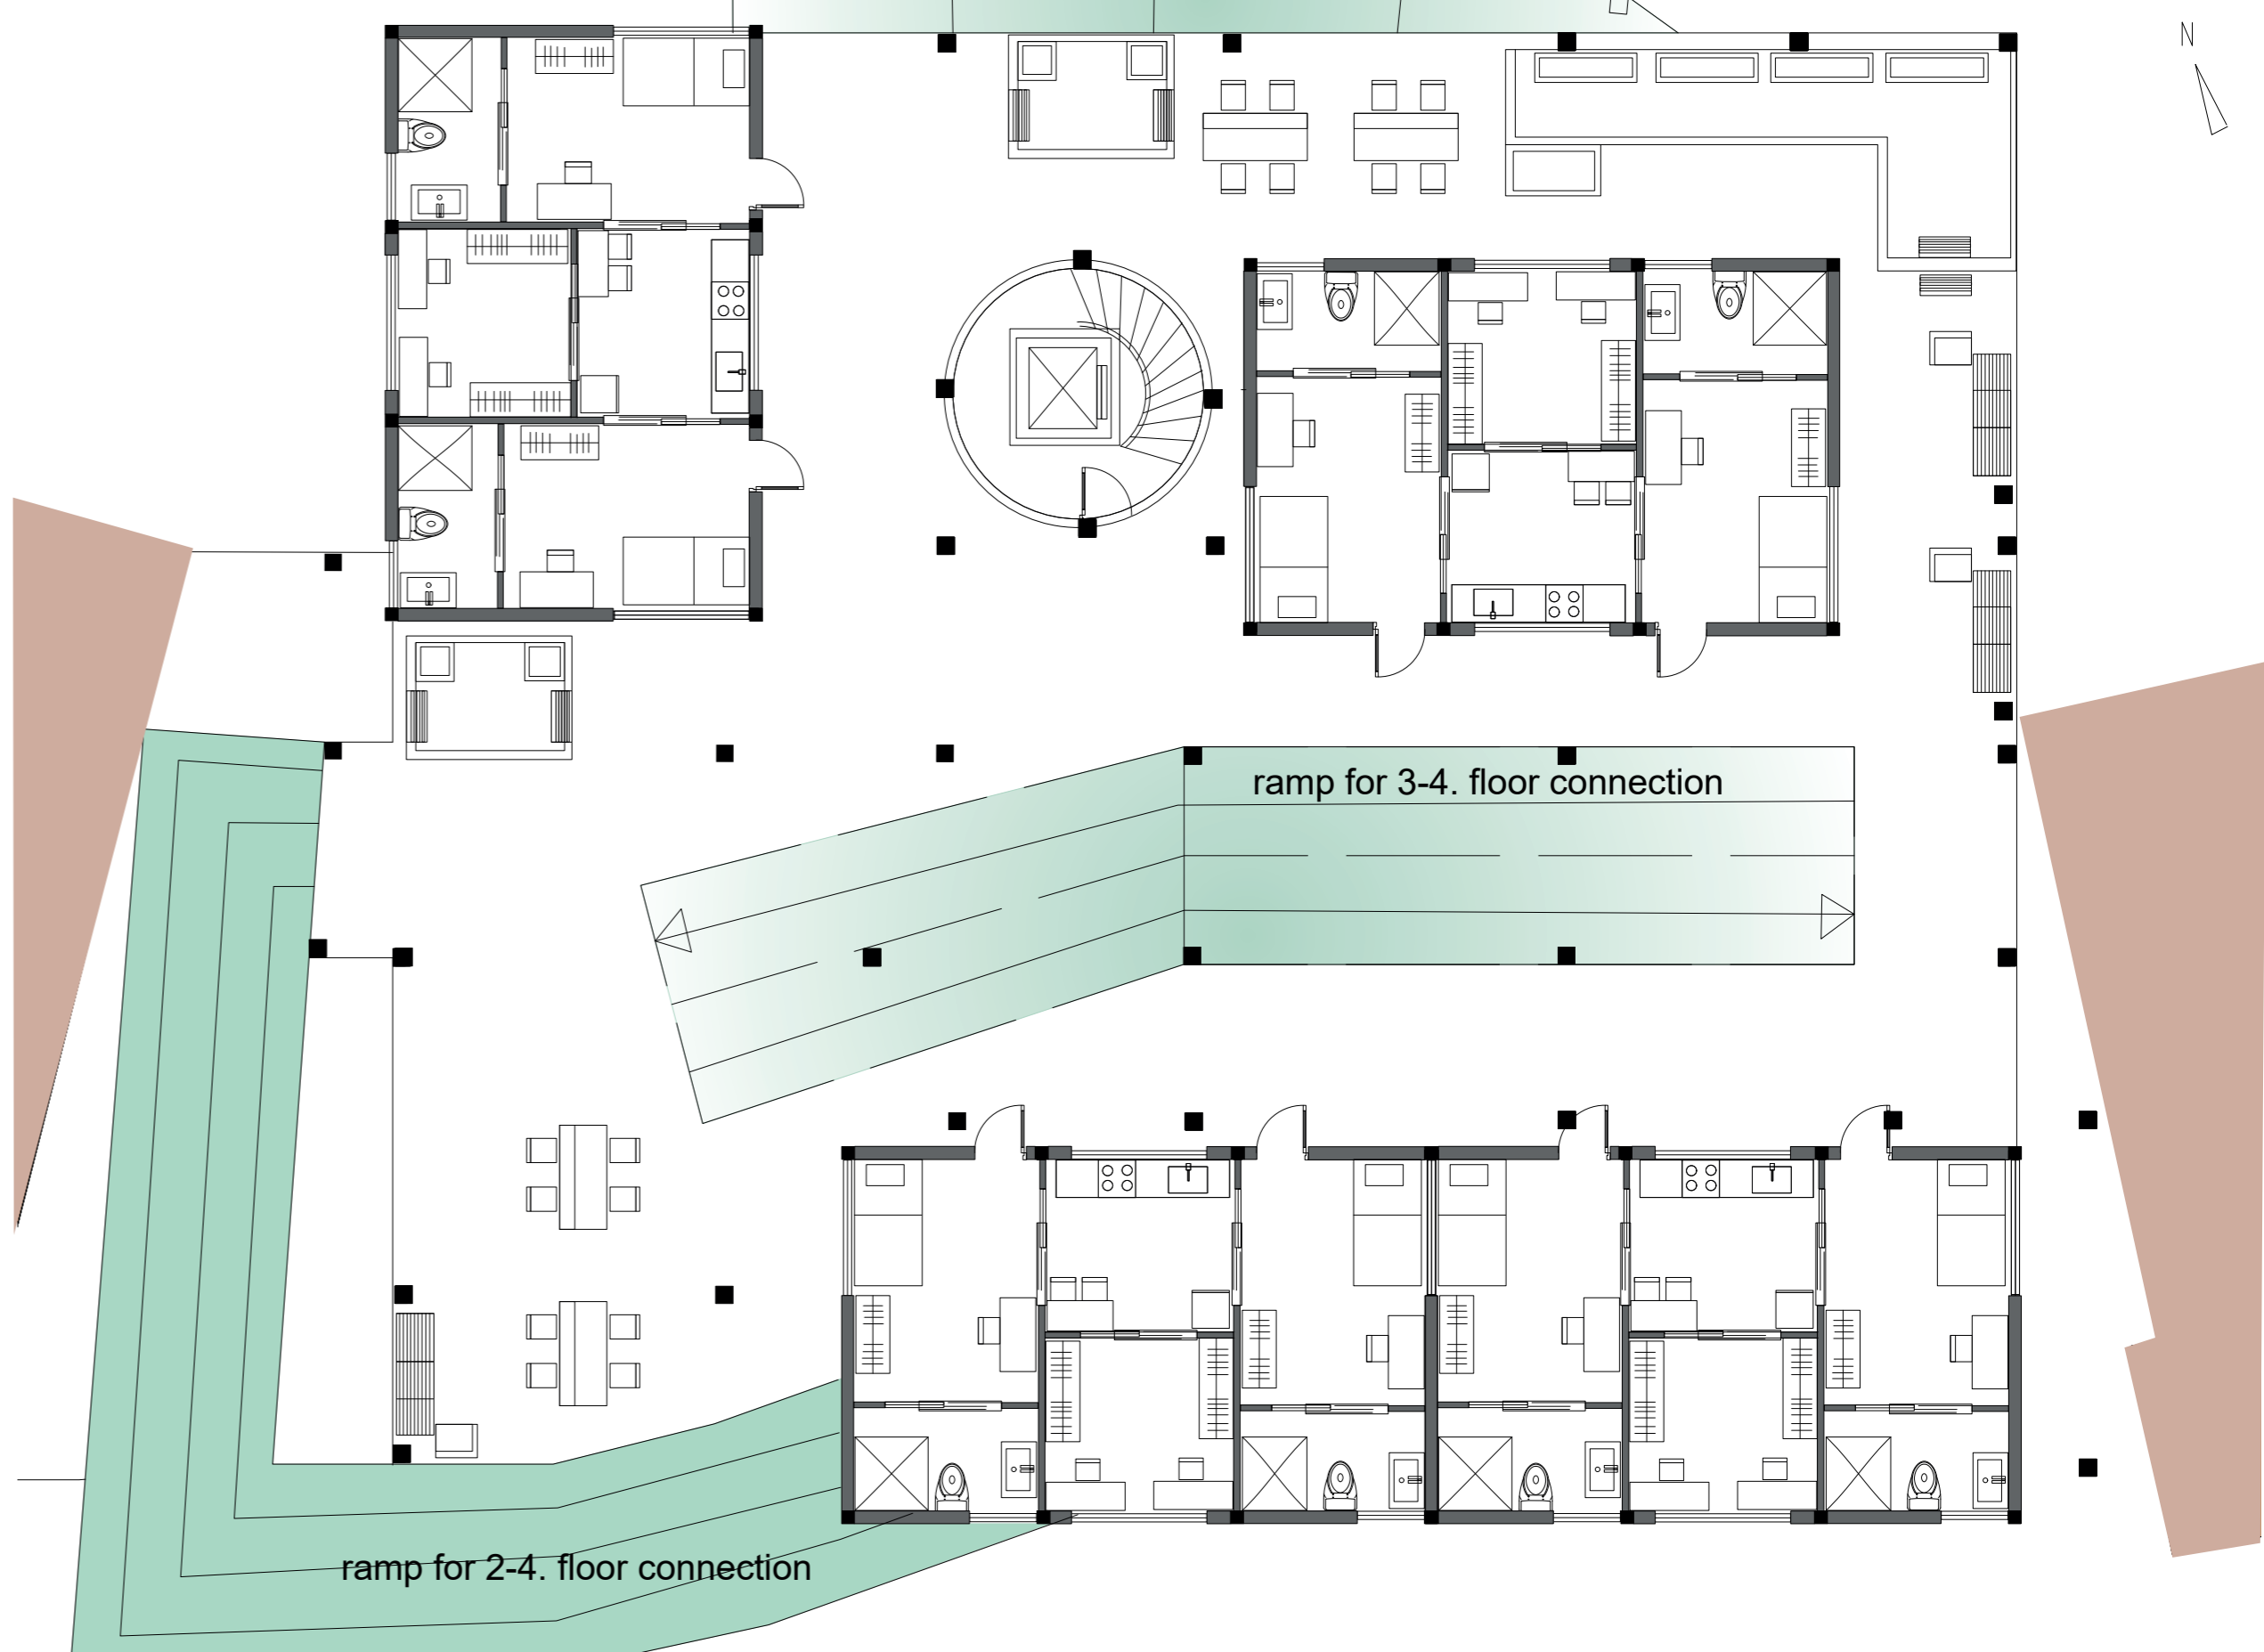 N
ramp for 3-4. floor connection
ramp for 2-4. floor connection